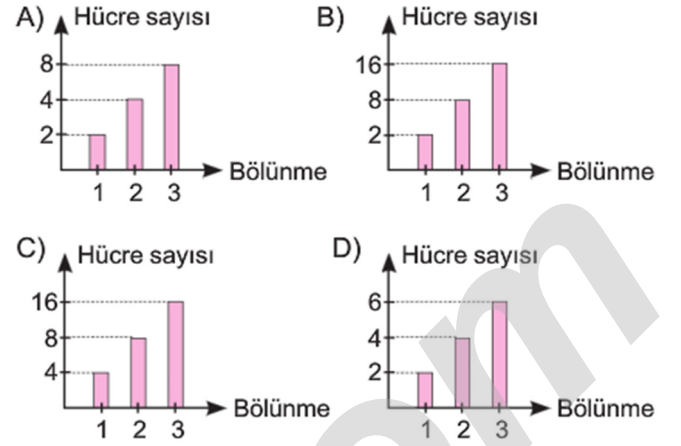 A) Hücre sayısı
8
4
2
1 2 3
Bölünme
B) Hücre sayısı
16
8
2
1 2 3
Bölünme
C) Hücre sayısı
16
8
4
1 2 3
Bölünme
D) Hücre sayısı
6
4
2
1 2 3
Bölünme